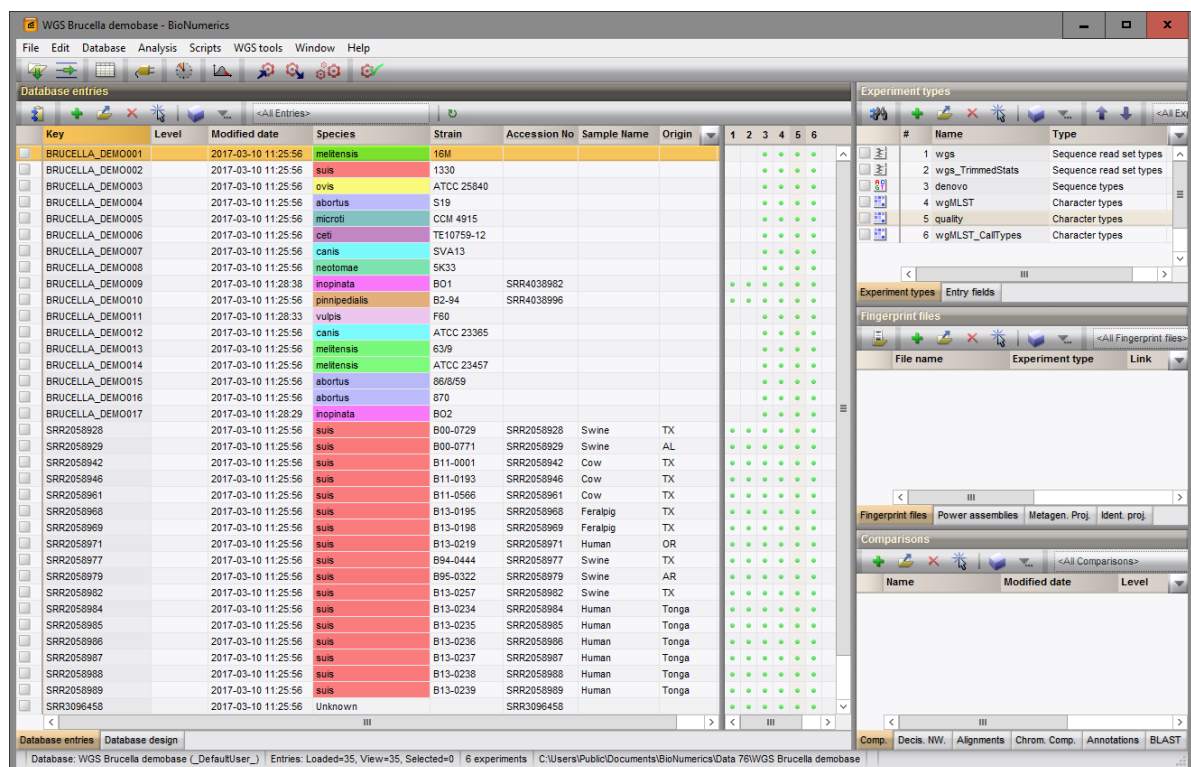 WGS Brucella demobase - BioNumerics
File Edit Database Analysis Scripts WGS tools Window Help
Database entries
<All Entries>
Key Level Modified date Species Strain Accession No Sample Name Origin 1 2 3 4 5 6
BRUCELLA_DEMO001 2017-03-10 11:25:56 melitensis 16M
BRUCELLA_DEMO002 2017-03-10 11:25:56 suis 1330
BRUCELLA_DEMO003 2017-03-10 11:25:56 ovis ATCC 25840
BRUCELLA_DEMO004 2017-03-10 11:25:56 abortus S19
BRUCELLA_DEMO005 2017-03-10 11:25:56 microti CCM 4915
BRUCELLA_DEMO006 2017-03-10 11:25:56 ceti TE10759-12
BRUCELLA_DEMO007 2017-03-10 11:25:56 canis SVA13
BRUCELLA_DEMO008 2017-03-10 11:25:56 neotomae 5K33
BRUCELLA_DEMO009 2017-03-10 11:28:38 inopinata BO1 SRR4038982
BRUCELLA_DEMO010 2017-03-10 11:25:56 pinnipedialis B2-94 SRR4038996
BRUCELLA_DEMO011 2017-03-10 11:28:33 vulpis F60
BRUCELLA_DEMO012 2017-03-10 11:25:56 canis ATCC 23365
BRUCELLA_DEMO013 2017-03-10 11:25:56 melitensis 63/9
BRUCELLA_DEMO014 2017-03-10 11:25:56 melitensis ATCC 23457
BRUCELLA_DEMO015 2017-03-10 11:25:56 abortus 86/8/59
BRUCELLA_DEMO016 2017-03-10 11:25:56 abortus 870
BRUCELLA_DEMO017 2017-03-10 11:28:29 inopinata BO2
SRR2058928 2017-03-10 11:25:56 suis B00-0729 SRR2058928 Swine TX
SRR2058929 2017-03-10 11:25:56 suis B00-0771 SRR2058929 Swine AL
SRR2058942 2017-03-10 11:25:56 suis B11-0001 SRR2058942 Cow TX
SRR2058946 2017-03-10 11:25:56 suis B11-0193 SRR2058946 Cow TX
SRR2058961 2017-03-10 11:25:56 suis B11-0566 SRR2058961 Cow TX
SRR2058968 2017-03-10 11:25:56 suis B13-0195 SRR2058968 Feralpig TX
SRR2058969 2017-03-10 11:25:56 suis B13-0198 SRR2058969 Feralpig TX
SRR2058971 2017-03-10 11:25:56 suis B13-0219 SRR2058971 Human OR
SRR2058977 2017-03-10 11:25:56 suis B94-0444 SRR2058977 Swine TX
SRR2058979 2017-03-10 11:25:56 suis B95-0322 SRR2058979 Swine AR
SRR2058982 2017-03-10 11:25:56 suis B13-0257 SRR2058982 Swine TX
SRR2058984 2017-03-10 11:25:56 suis B13-0234 SRR2058984 Human Tonga
SRR2058985 2017-03-10 11:25:56 suis B13-0235 SRR2058985 Human Tonga
SRR2058986 2017-03-10 11:25:56 suis B13-0236 SRR2058986 Human Tonga
SRR2058987 2017-03-10 11:25:56 suis B13-0237 SRR2058987 Human Tonga
SRR2058988 2017-03-10 11:25:56 suis B13-0238 SRR2058988 Human Tonga
SRR2058989 2017-03-10 11:25:56 suis B13-0239 SRR2058989 Human Tonga
SRR3096458 2017-03-10 11:25:56 Unknown SRR3096458
Database entries Database design
Experiment types
<All Exp
# Name Type
1 wgs Sequence read set types
2 wgs_TrimmedStats Sequence read set types
3 denovo Sequence types
4 wgMLST Character types
5 quality Character types
6 wgMLST_CallTypes Character types
Experiment types Entry fields
Fingerprint files
<All Fingerprint files>
File name Experiment type Link
Fingerprint files Power assemblies Metagen. Proj. Ident. proj.
Comparisons
<All Comparisons>
Name Modified date Level
Comp. Decis. NW. Alignments Chrom. Comp. Annotations BLAST
Database: WGS Brucella demobase (_DefaultUser_) Entries: Loaded=35, View=35, Selected=0 6 experiments C:\Users\Public\Documents\BioNumerics\Data 76\WGS Brucella demobase